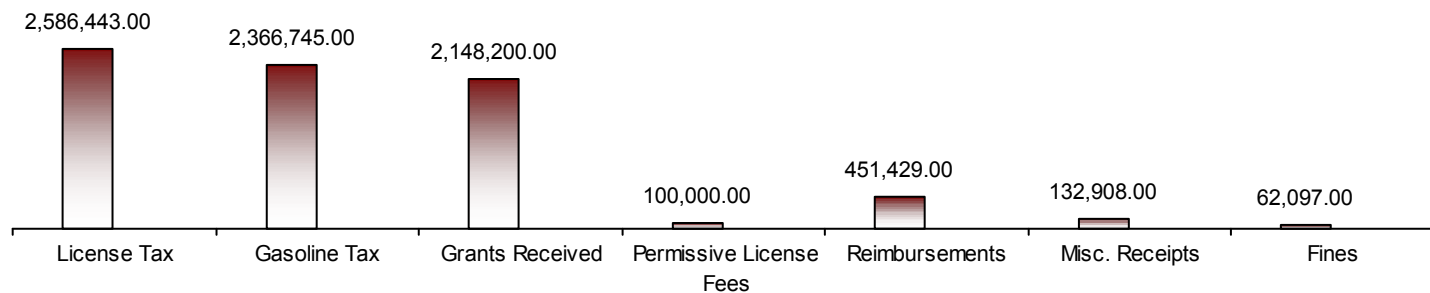 2,586,443.00
2,366,745.00
2,148,200.00
100,000.00
451,429.00
132,908.00
62,097.00
License Tax
Gasoline Tax
Grants Received
Permissive License
Fees
Reimbursements
Misc. Receipts
Fines